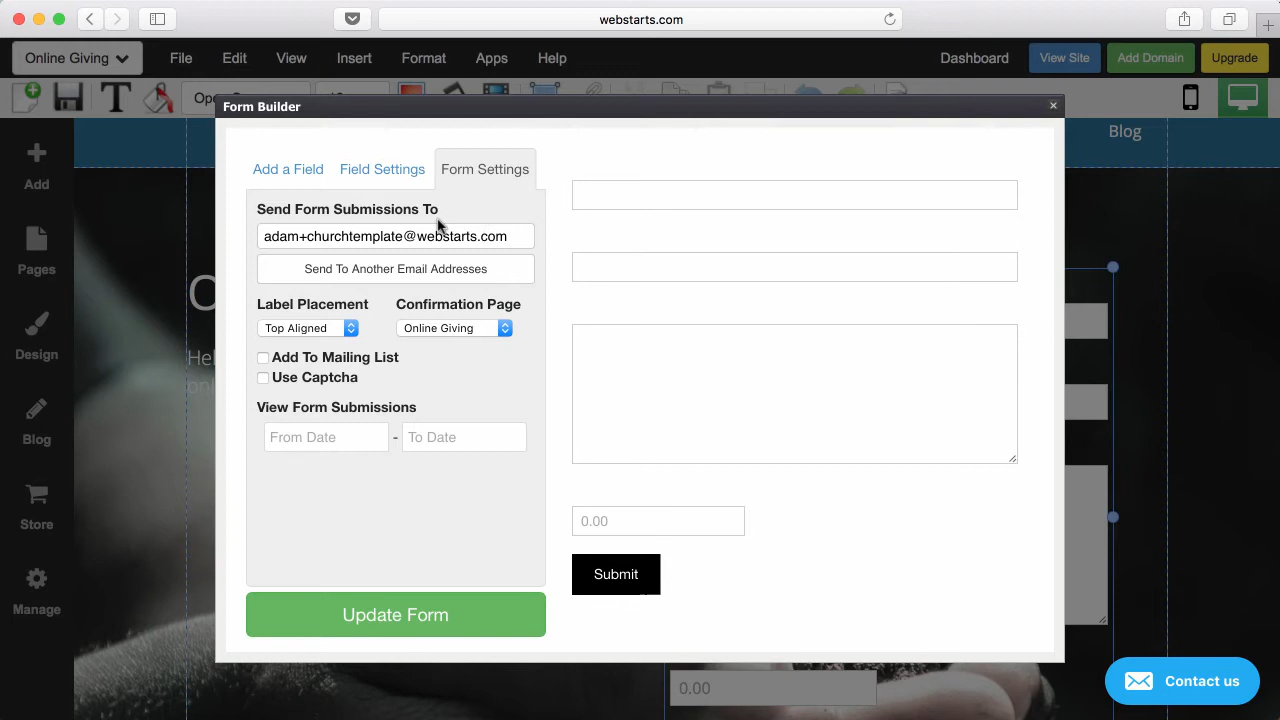 webstarts.com
Online Giving File Edit View Insert Format Apps Help Dashboard View Site Add Domain Upgrade
Form Builder
Blog
Add a Field Field Settings Form Settings
Add
Send Form Submissions To
adam+churchtemplate@webstarts.com
Pages
Send To Another Email Addresses
Label Placement Confirmation Page
Top Aligned Online Giving
Design
Add To Mailing List
Use Captcha
View Form Submissions
From Date - To Date
Blog
0.00
Store
Submit
Manage
Update Form
Contact us
0.00